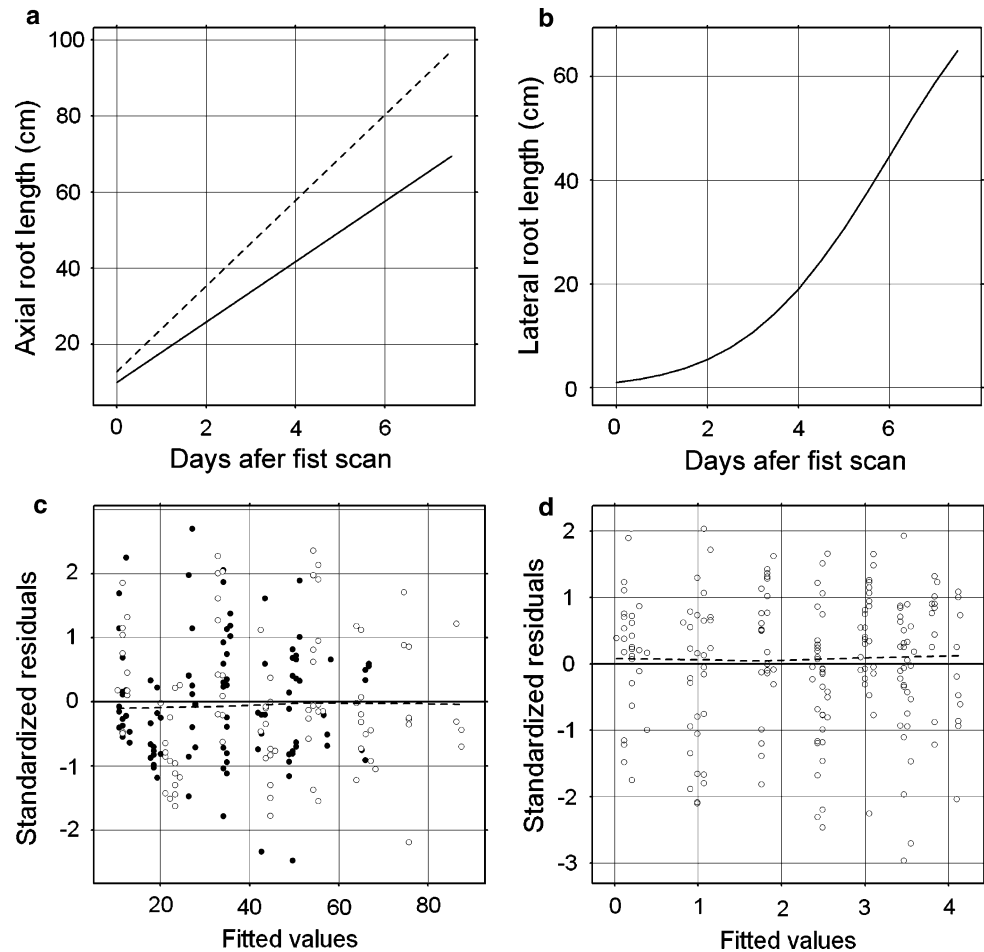 a
100
80
60
40
20
0 2 4 6
Axial root length (cm)
Days afer fist scan
b
60
40
20
0
0 2 4 6
Lateral root length (cm)
Days afer fist scan
c
2
1
0
-1
-2
20 40 60 80
Standardized residuals
Fitted values
d
2
1
0
-1
-2
-3
0 1 2 3 4
Standardized residuals
Fitted values